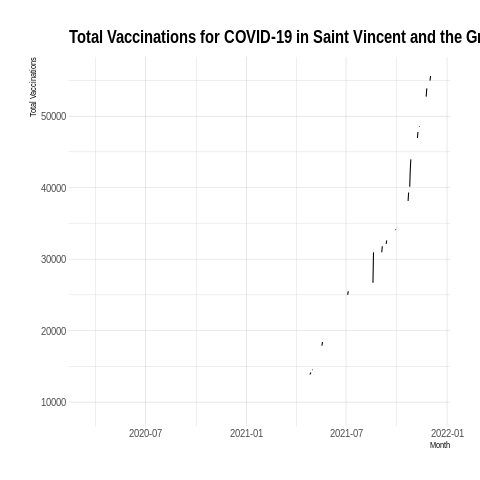 Total Vaccinations for COVID-19 in Saint Vincent and the Gr
Total Vaccinations
50000
40000
30000
20000
10000
2020-07 2021-01 2021-07 2022-01
Month